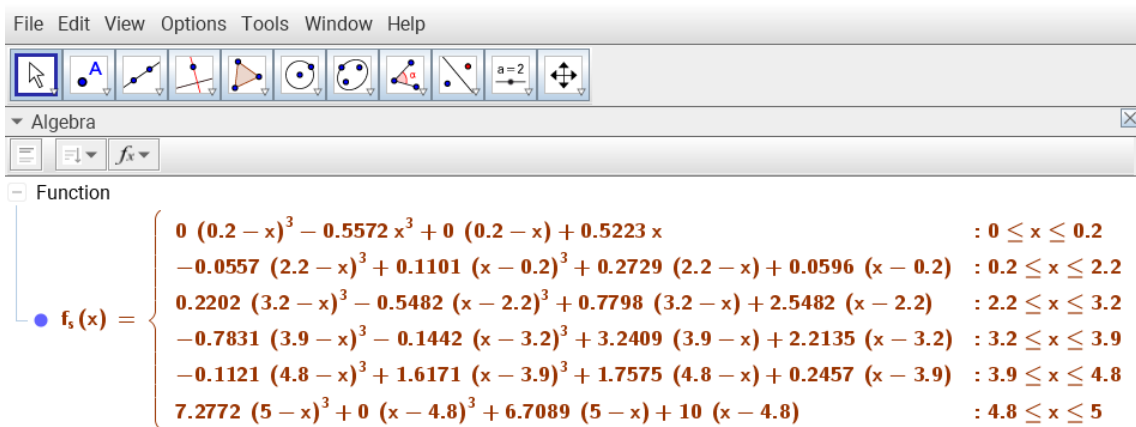 File Edit View Options Tools Window Help
A α a=2
Algebra
fx
Function
0 (0.2 − x)³ − 0.5572 x³ + 0 (0.2 − x) + 0.5223 x : 0 ≤ x ≤ 0.2
−0.0557 (2.2 − x)³ + 0.1101 (x − 0.2)³ + 0.2729 (2.2 − x) + 0.0596 (x − 0.2) : 0.2 ≤ x ≤ 2.2
0.2202 (3.2 − x)³ − 0.5482 (x − 2.2)³ + 0.7798 (3.2 − x) + 2.5482 (x − 2.2) : 2.2 ≤ x ≤ 3.2
fₛ(x) =
−0.7831 (3.9 − x)³ − 0.1442 (x − 3.2)³ + 3.2409 (3.9 − x) + 2.2135 (x − 3.2) : 3.2 ≤ x ≤ 3.9
−0.1121 (4.8 − x)³ + 1.6171 (x − 3.9)³ + 1.7575 (4.8 − x) + 0.2457 (x − 3.9) : 3.9 ≤ x ≤ 4.8
7.2772 (5 − x)³ + 0 (x − 4.8)³ + 6.7089 (5 − x) + 10 (x − 4.8) : 4.8 ≤ x ≤ 5